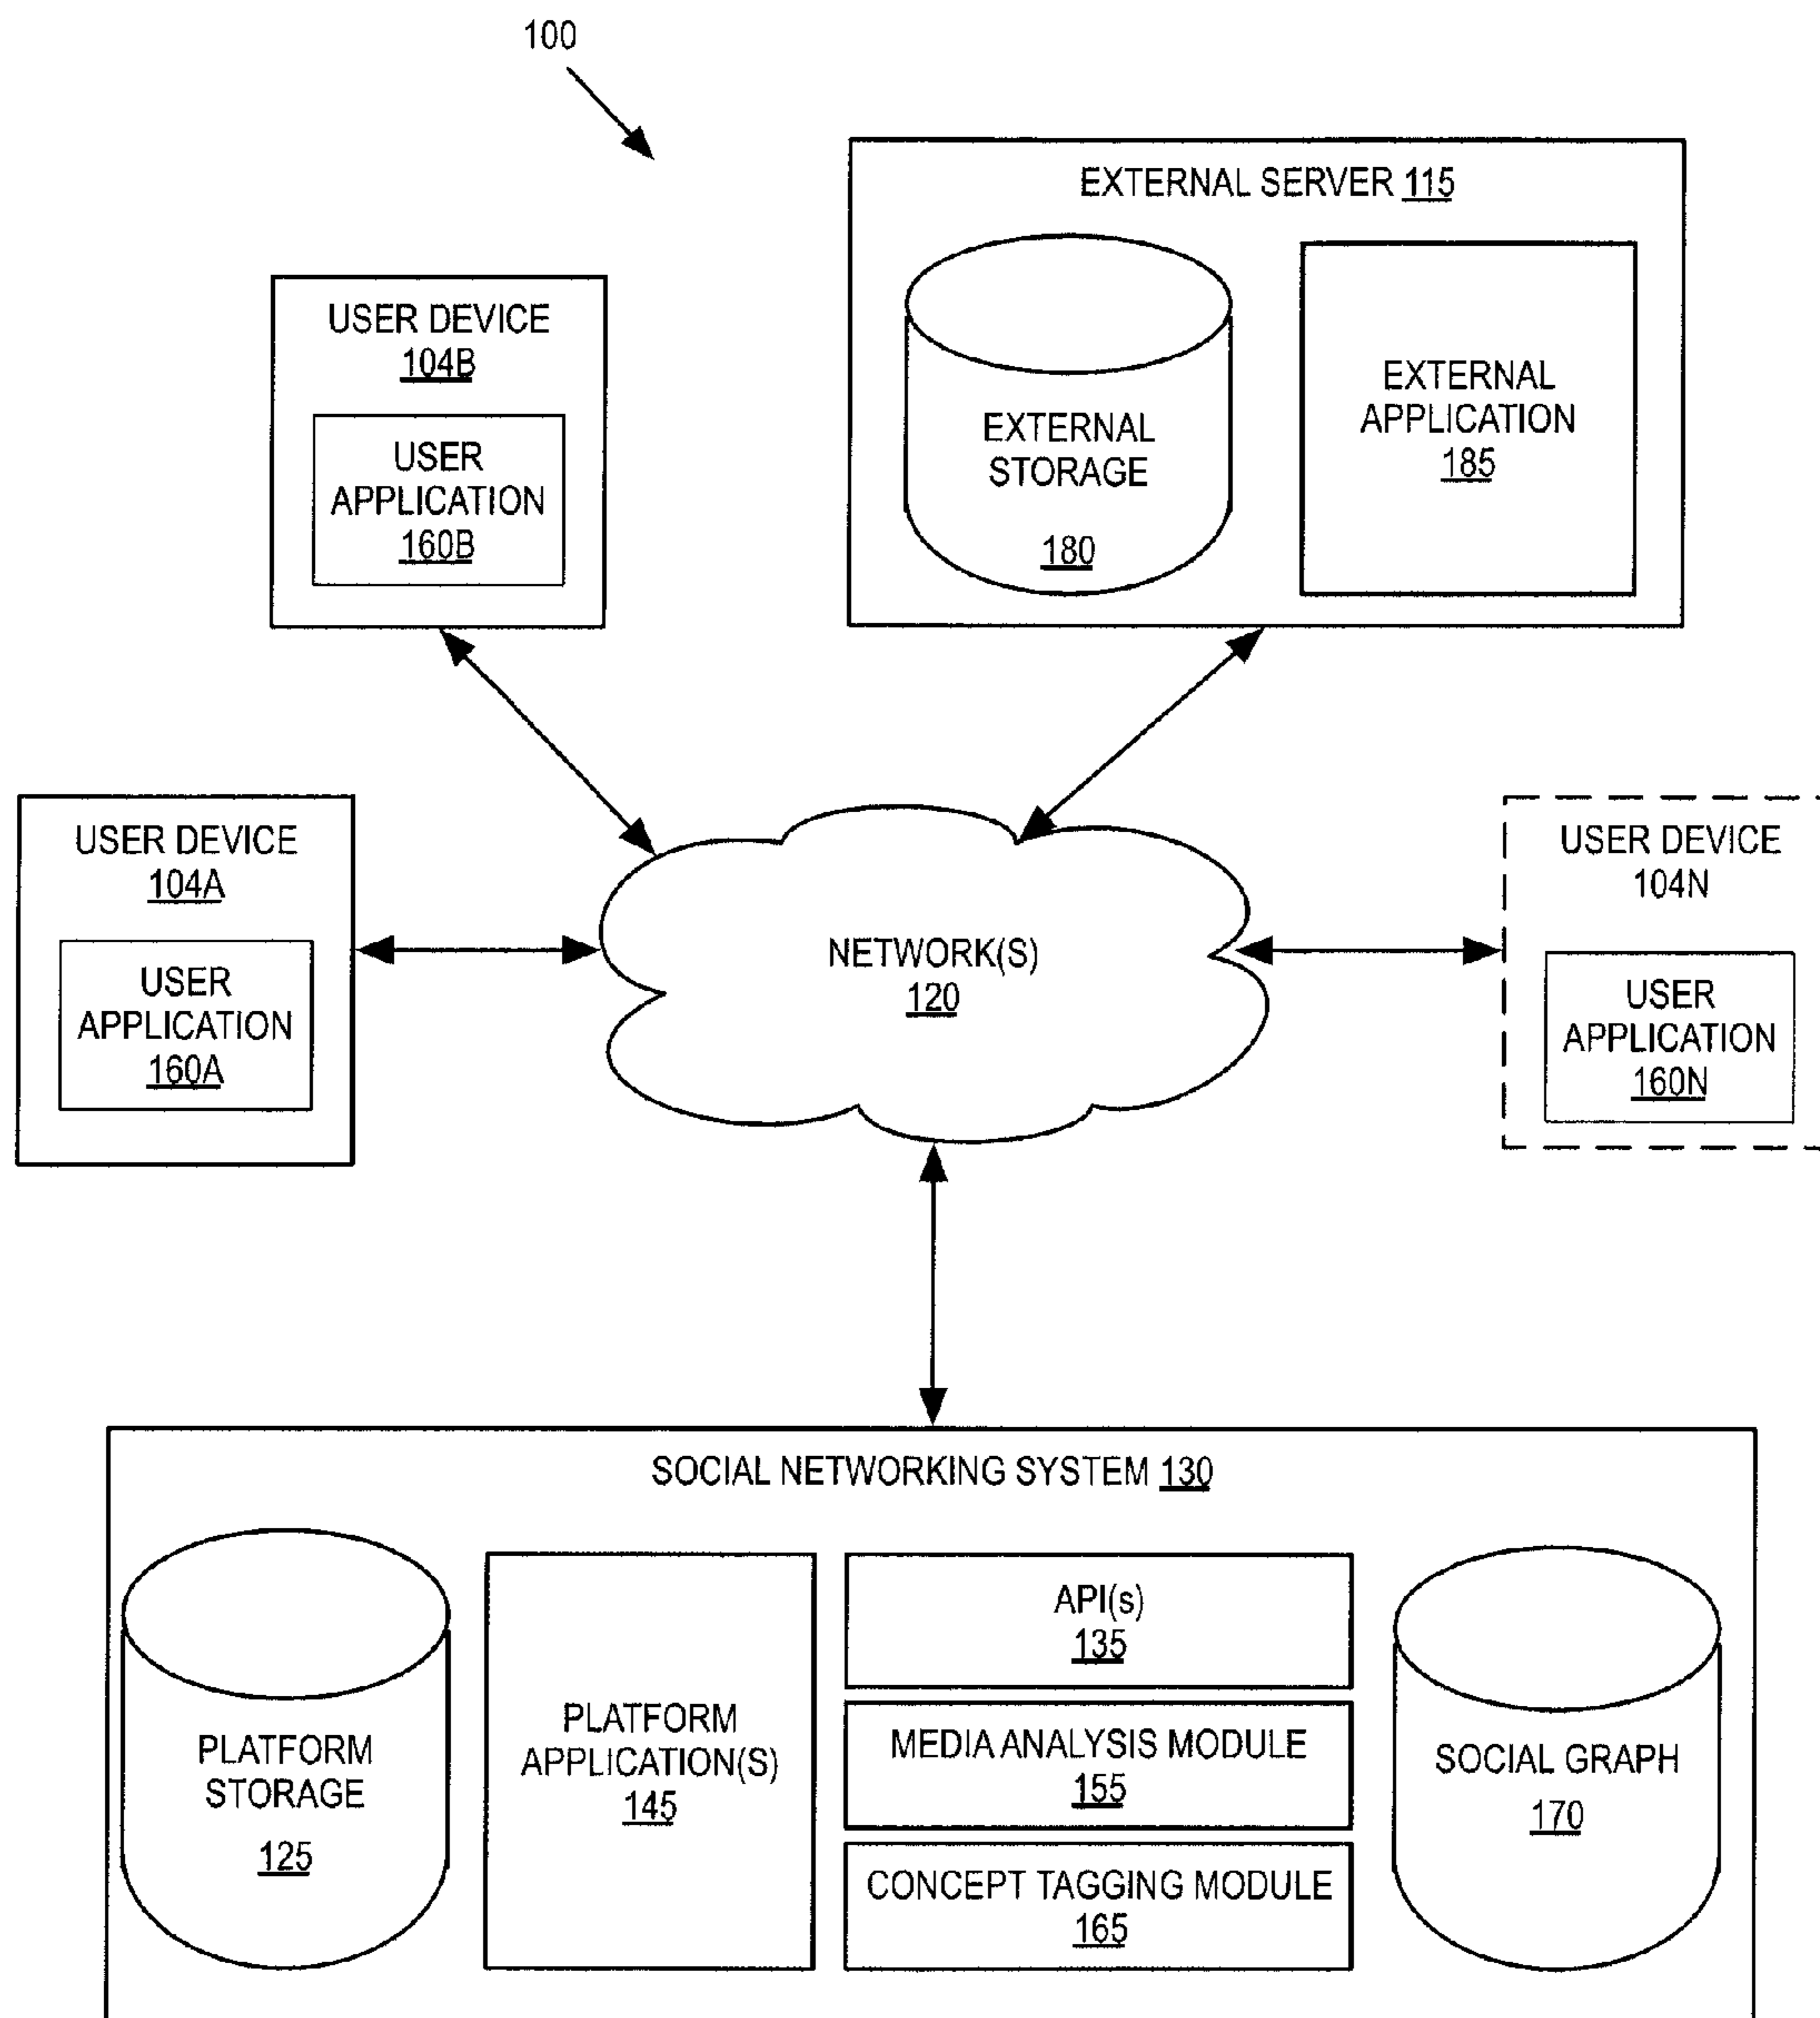 100
EXTERNAL SERVER 115
USER DEVICE
104B
USER
APPLICATION
160B
EXTERNAL
STORAGE
180
EXTERNAL
APPLICATION
185
USER DEVICE
104A
USER
APPLICATION
160A
NETWORK(S)
120
USER DEVICE
104N
USER
APPLICATION
160N
SOCIAL NETWORKING SYSTEM 130
PLATFORM
STORAGE
125
PLATFORM
APPLICATION(S)
145
API(s)
135
MEDIA ANALYSIS MODULE
155
CONCEPT TAGGING MODULE
165
SOCIAL GRAPH
170